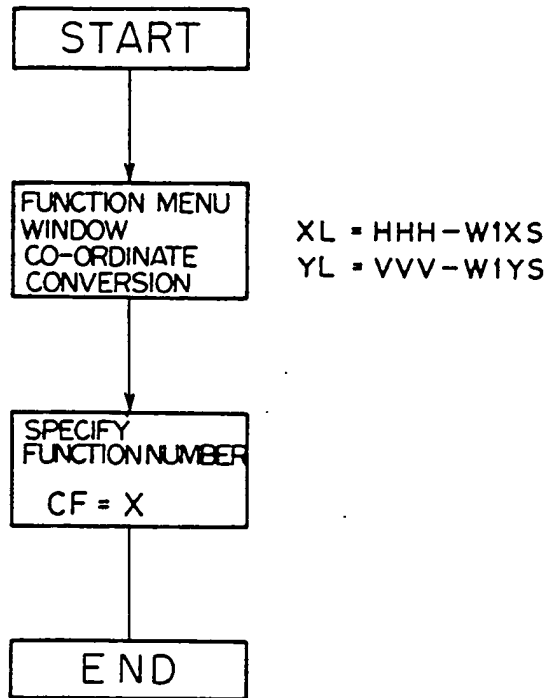 START
FUNCTION MENU
WINDOW
CO-ORDINATE
CONVERSION
XL = HHH-W1XS
YL = VVV-W1YS
SPECIFY
FUNCTION NUMBER
CF = X
END